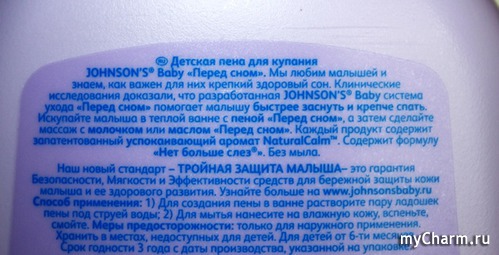 RU Детская пена для купания
JOHNSON'S® Baby «Перед сном». Мы любим малышей и
знаем, как важен для них крепкий здоровый сон. Клинические
исследования доказали, что разработанная JOHNSON'S® Baby система
ухода «Перед сном» помогает малышу быстрее заснуть и крепче спать.
Искупайте малыша в теплой ванне с пеной «Перед сном», а затем сделайте
массаж с молочком или маслом «Перед сном». Каждый продукт содержит
запатентованный успокаивающий аромат NaturalCalm™. Содержит формулу
«Нет больше слез®». Без мыла.
Наш новый стандарт – ТРОЙНАЯ ЗАЩИТА МАЛЫША– это гарантия
Безопасности, Мягкости и Эффективности средств для бережной защиты кожи
малыша и ее здорового развития. Узнайте больше на www.johnsonsbaby.ru
Способ применения: 1) Для создания пены в ванне растворите пару ладошек
пены под струей воды; 2) Для мытья нанесите на влажную кожу, вспеньте,
смойте. Меры предосторожности: только для наружного применения.
Хранить в местах, недоступных для детей. Для детей от 6-ти месяцев
Срок годности 3 года с даты производства, указанной на упаковке
myCharm.ru